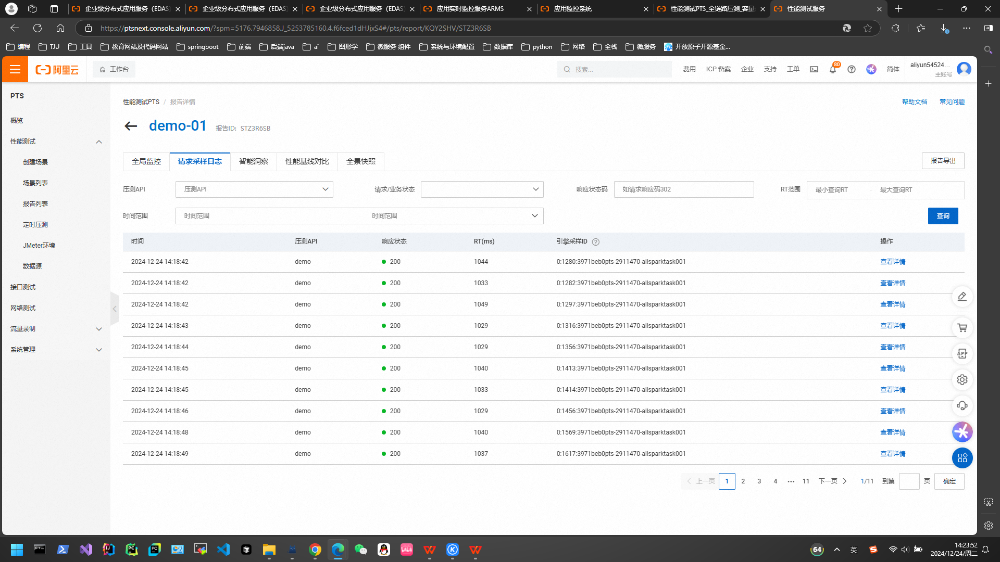 企业级分布式应用服务（EDAS
企业级分布式应用服务（EDAS
企业级分布式应用服务（EDAS
应用实时监控服务ARMS
应用监控系统
性能测试PTS_全链路压测_容量
性能测试服务
https://ptsnext.console.aliyun.com/?spm=5176.7946858.J_5253785160.4.f6fced1dHJjxS4#/pts/report/KQY2SHV/STZ3R6SB
编程 TJU 工具 教育网站及代码网站 springboot 前端 后端java ai 图形学 微服务 组件 系统与环境配置 数据库 python 网络 全栈 微服务 开放原子开源基金...
阿里云 工作台 搜索... 费用 ICP 备案 企业 支持 工单 80 简体 aliyun54524...
主账号
PTS
概览
性能测试
创建场景
场景列表
报告列表
定时压测
JMeter环境
数据源
接口测试
网络测试
流量录制
系统管理
性能测试PTS / 报告详情 帮助文档 常见问题
demo-01 报告ID: STZ3R6SB
全局监控 请求采样日志 智能洞察 性能基线对比 全景快照 报告导出
压测API 压测API 请求/业务状态 响应状态码 如请求响应码302 RT范围 最小查询RT - 最大查询RT
时间范围 时间范围 时间范围 查询
时间 压测API 响应状态 RT(ms) 引擎采样ID 操作
2024-12-24 14:18:42 demo 200 1044 0:1280:3971beb0pts-2911470-allsparktask001 查看详情
2024-12-24 14:18:42 demo 200 1033 0:1282:3971beb0pts-2911470-allsparktask001 查看详情
2024-12-24 14:18:42 demo 200 1049 0:1297:3971beb0pts-2911470-allsparktask001 查看详情
2024-12-24 14:18:43 demo 200 1029 0:1316:3971beb0pts-2911470-allsparktask001 查看详情
2024-12-24 14:18:44 demo 200 1029 0:1356:3971beb0pts-2911470-allsparktask001 查看详情
2024-12-24 14:18:45 demo 200 1040 0:1413:3971beb0pts-2911470-allsparktask001 查看详情
2024-12-24 14:18:45 demo 200 1033 0:1414:3971beb0pts-2911470-allsparktask001 查看详情
2024-12-24 14:18:46 demo 200 1029 0:1456:3971beb0pts-2911470-allsparktask001 查看详情
2024-12-24 14:18:48 demo 200 1040 0:1569:3971beb0pts-2911470-allsparktask001 查看详情
2024-12-24 14:18:49 demo 200 1037 0:1617:3971beb0pts-2911470-allsparktask001 查看详情
APP
上一页 1 2 3 4 ··· 11 下一页 1/11 到第 页 确定
64 英 14:23:52
2024/12/24/周二